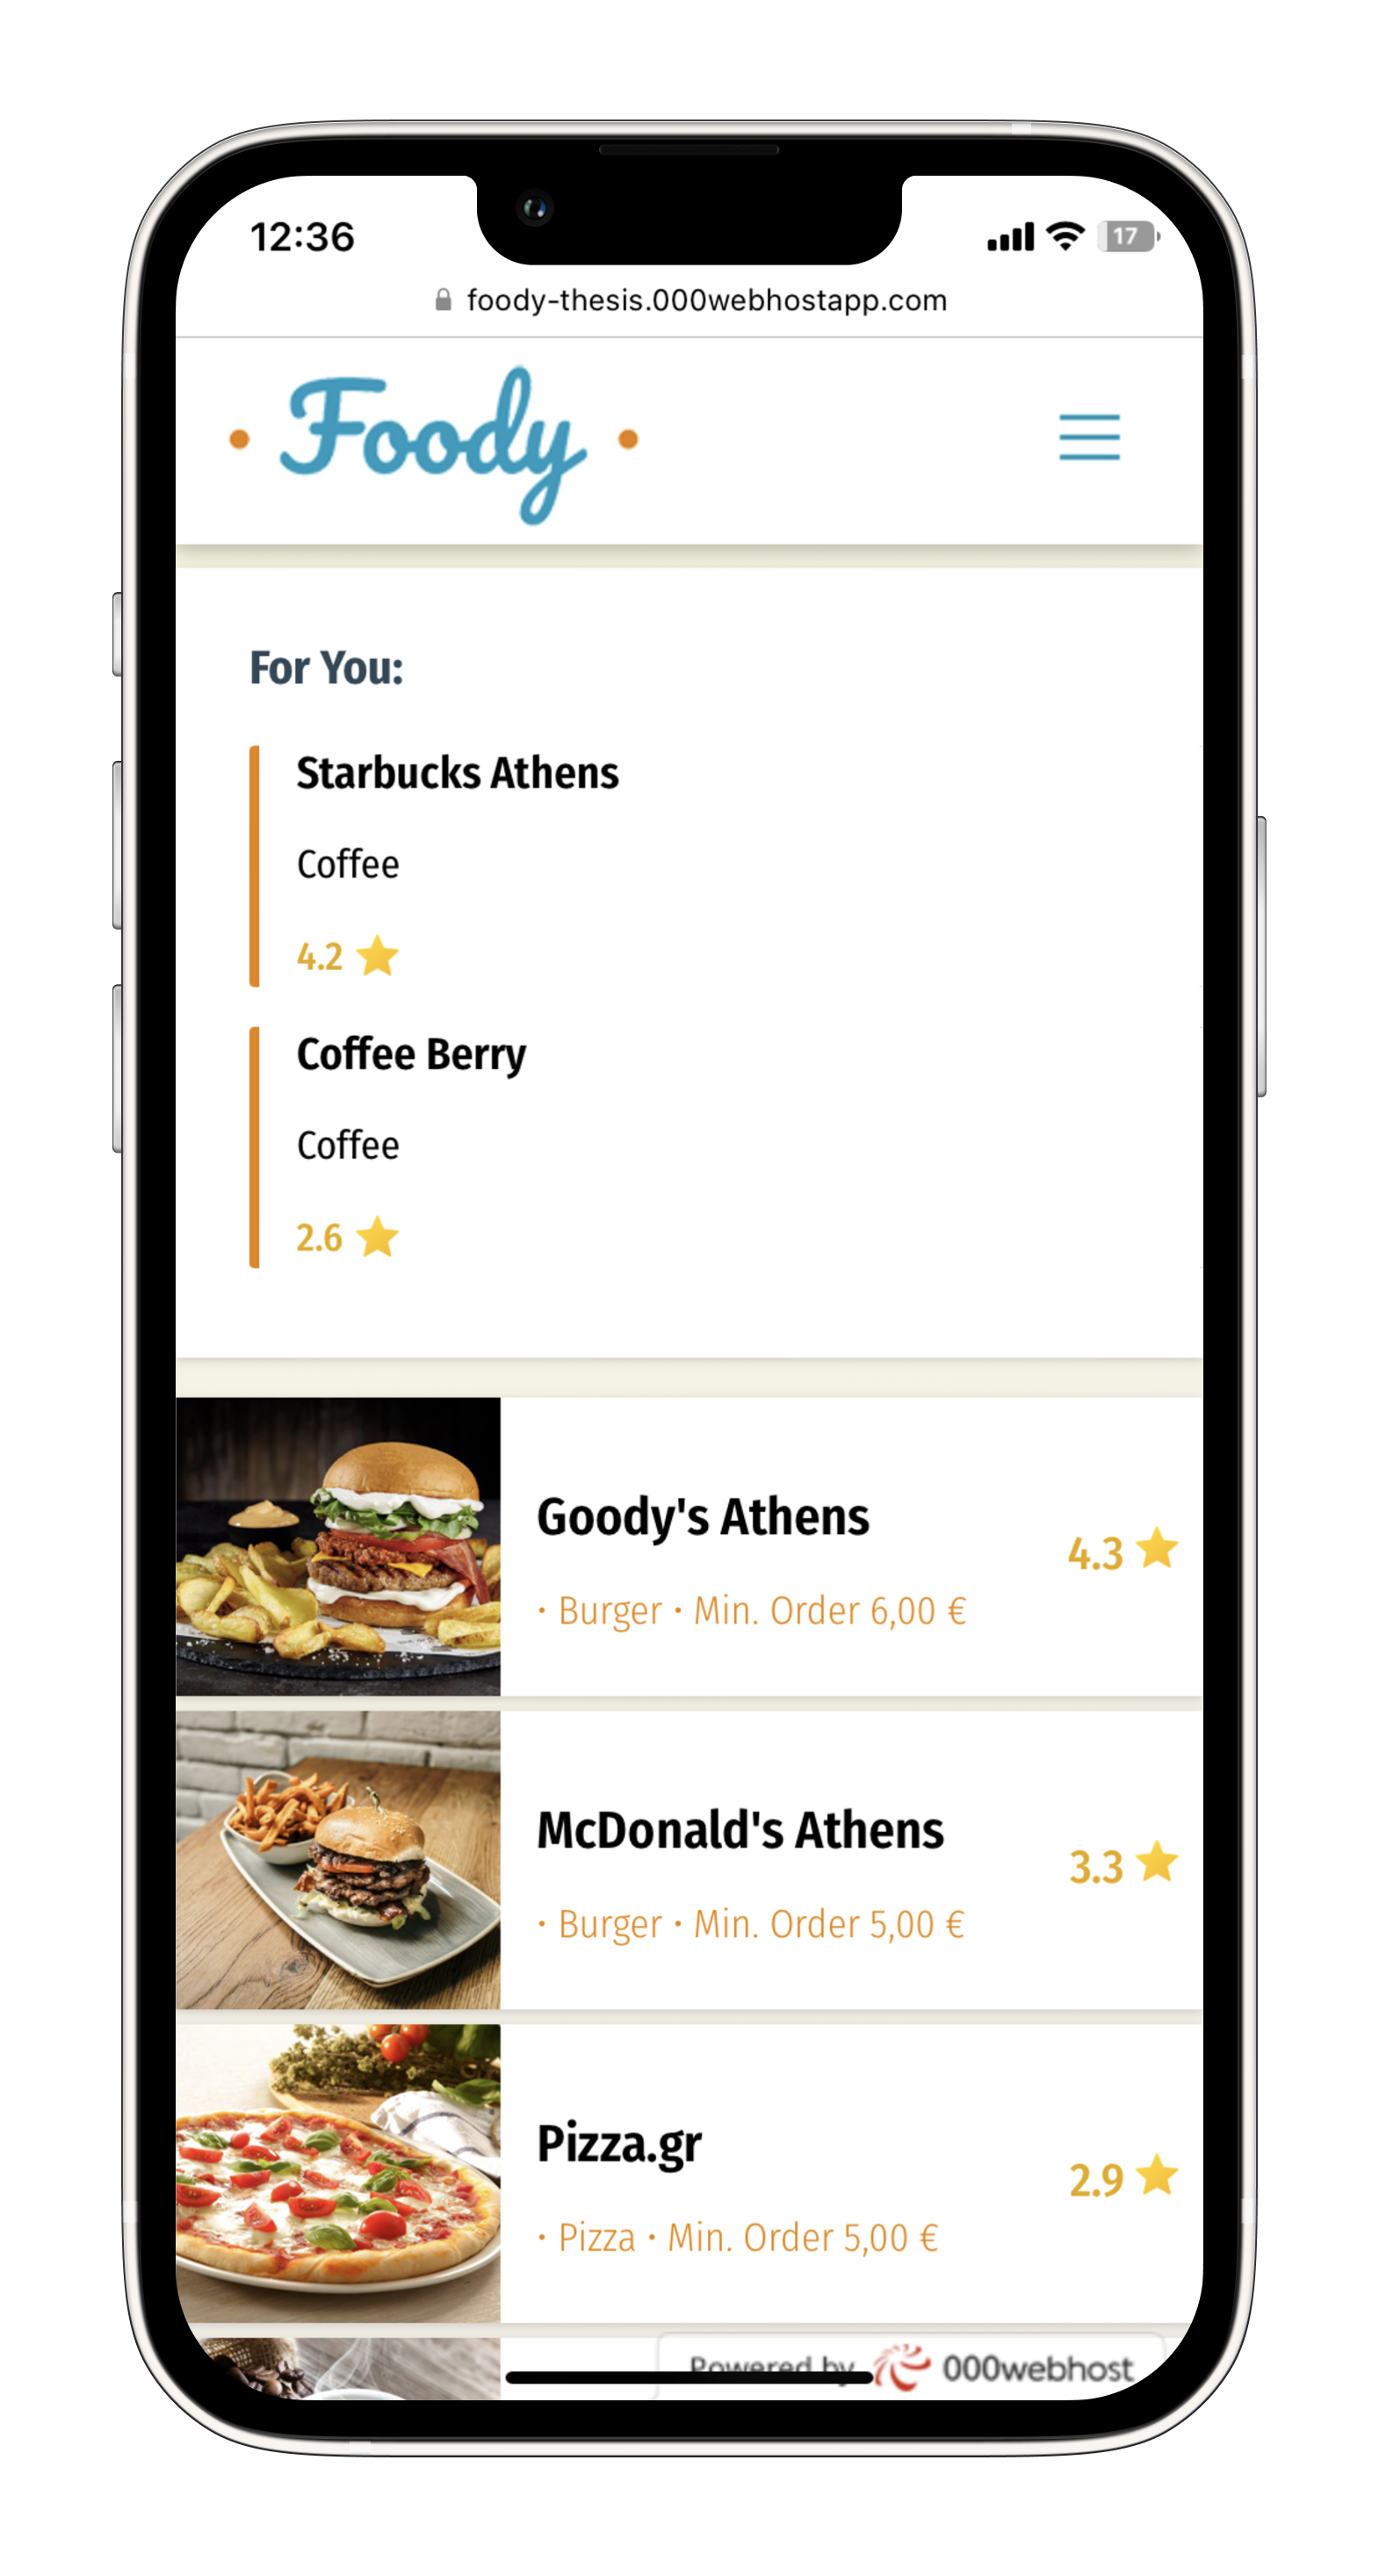 12:36
17
foody-thesis.000webhostapp.com
• Foody •
For You:
Starbucks Athens
Coffee
4.2 ⭐
Coffee Berry
Coffee
2.6 ⭐
Goody's Athens
4.3 ⭐
• Burger • Min. Order 6,00 €
McDonald's Athens
3.3 ⭐
• Burger • Min. Order 5,00 €
Pizza.gr
2.9 ⭐
• Pizza • Min. Order 5,00 €
Powered by 000webhost